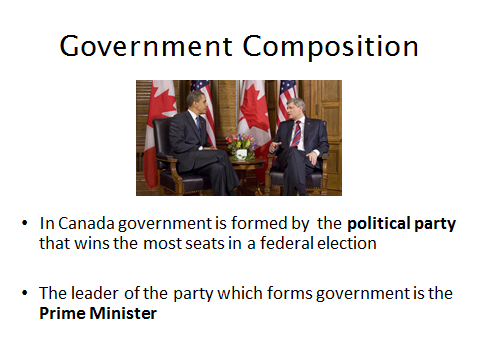 Government Composition
• In Canada government is formed by the political party
that wins the most seats in a federal election
• The leader of the party which forms government is the
Prime Minister